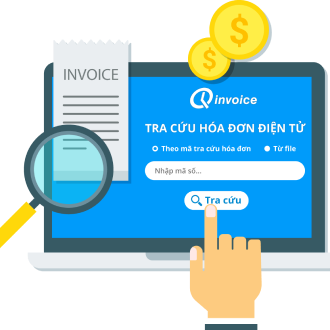 INVOICE
Qinvoice
TRA CỨU HÓA ĐƠN ĐIỆN TỬ
Theo mã tra cứu hóa đơn Từ file
Nhập mã số...
Tra cứu
$
$